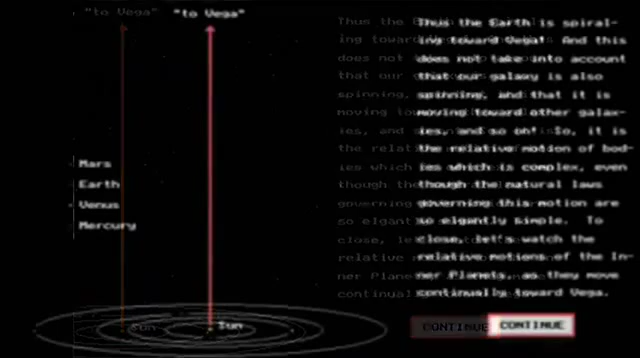 "to Vega"
"to Vega"
Thus the Earth is spiral-
ing toward Vega! And this
does not take into account
that our galaxy is also
spinning, and that it is
moving toward other galax-
ies, and so on! So, it is
the relative motion of bod-
ies which is complex, even
though the natural laws
governing this motion are
so elgantly simple. To
close, let's watch the
relative motions of the In-
ner Planets, as they move
continually toward Vega.
Mars
Earth
Venus
Mercury
Sun
Sun
CONTINUE
CONTINUE